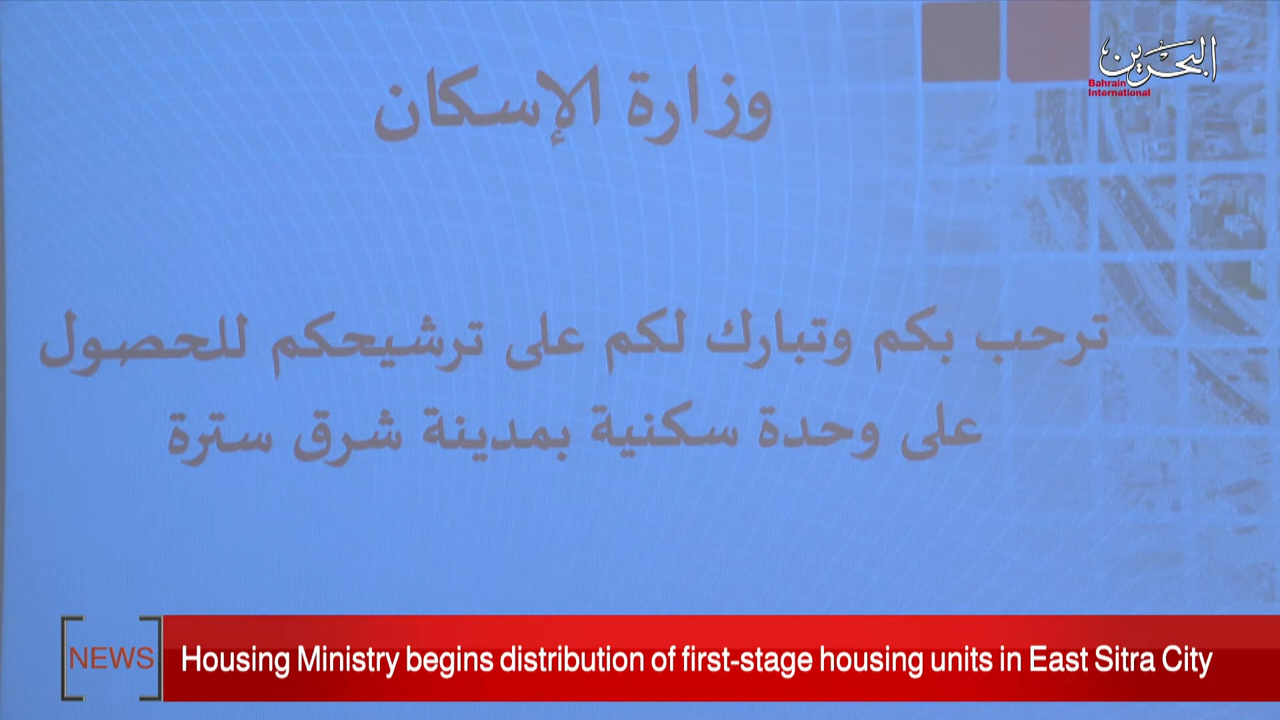 البحرين
Bahrain
International
وزارة الإسكان
ترحب بكم وتبارك لكم على ترشيحكم للحصول
على وحدة سكنية بمدينة شرق سترة
NEWS
Housing Ministry begins distribution of first-stage housing units in East Sitra City